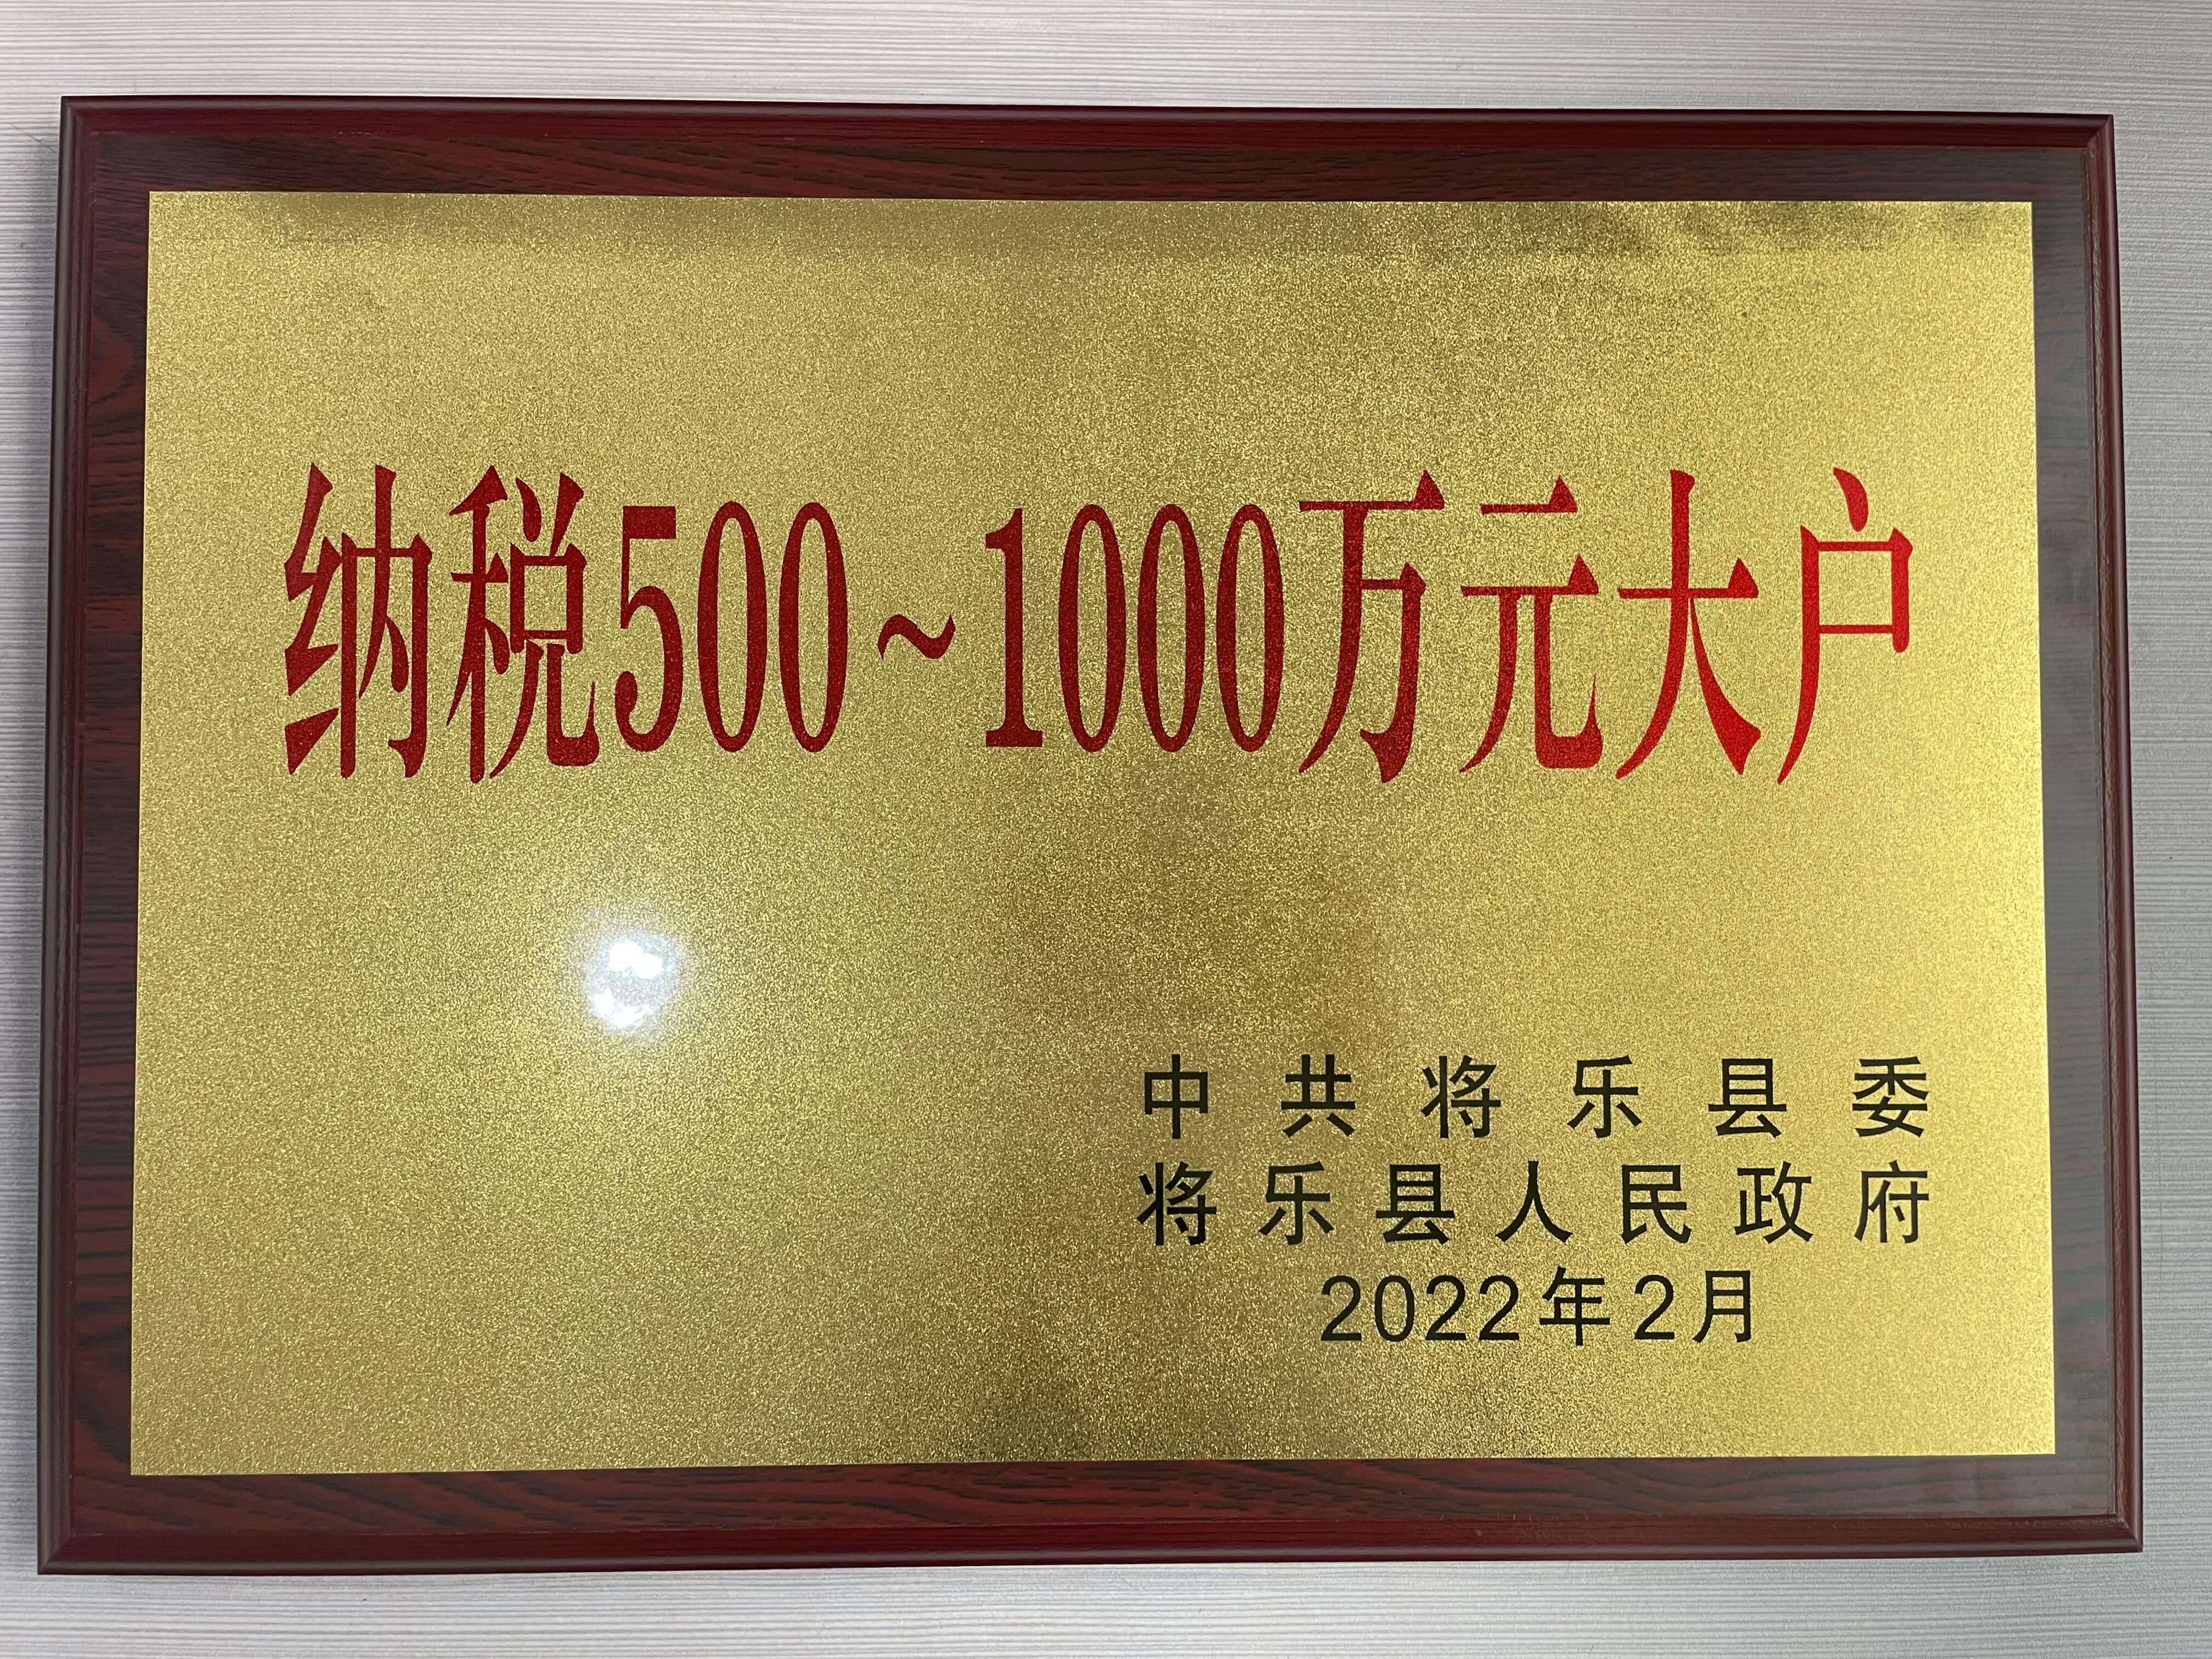 纳税500~1000万元大户
中共将乐县委
将乐县人民政府
2022年2月